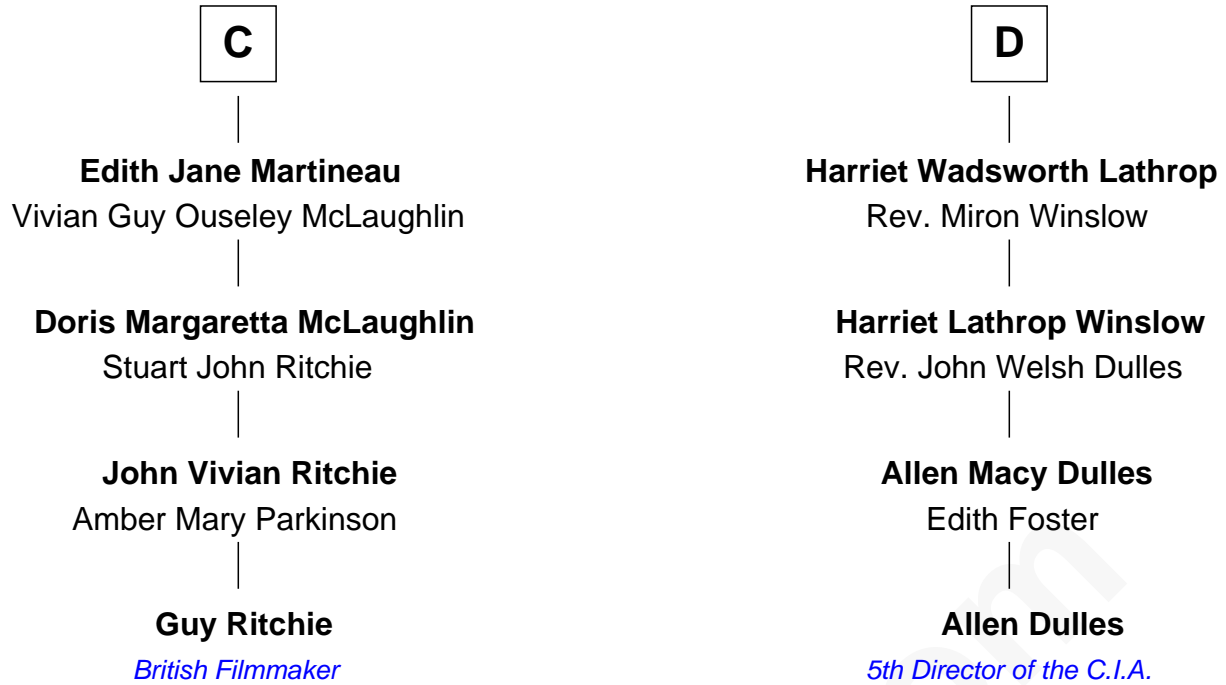 C
Edith Jane Martineau
Vivian Guy Ouseley McLaughlin
Doris Margaretta McLaughlin
Stuart John Ritchie
John Vivian Ritchie
Amber Mary Parkinson
Guy Ritchie
British Filmmaker
D
Harriet Wadsworth Lathrop
Rev. Miron Winslow
Harriet Lathrop Winslow
Rev. John Welsh Dulles
Allen Macy Dulles
Edith Foster
Allen Dulles
5th Director of the C.I.A.